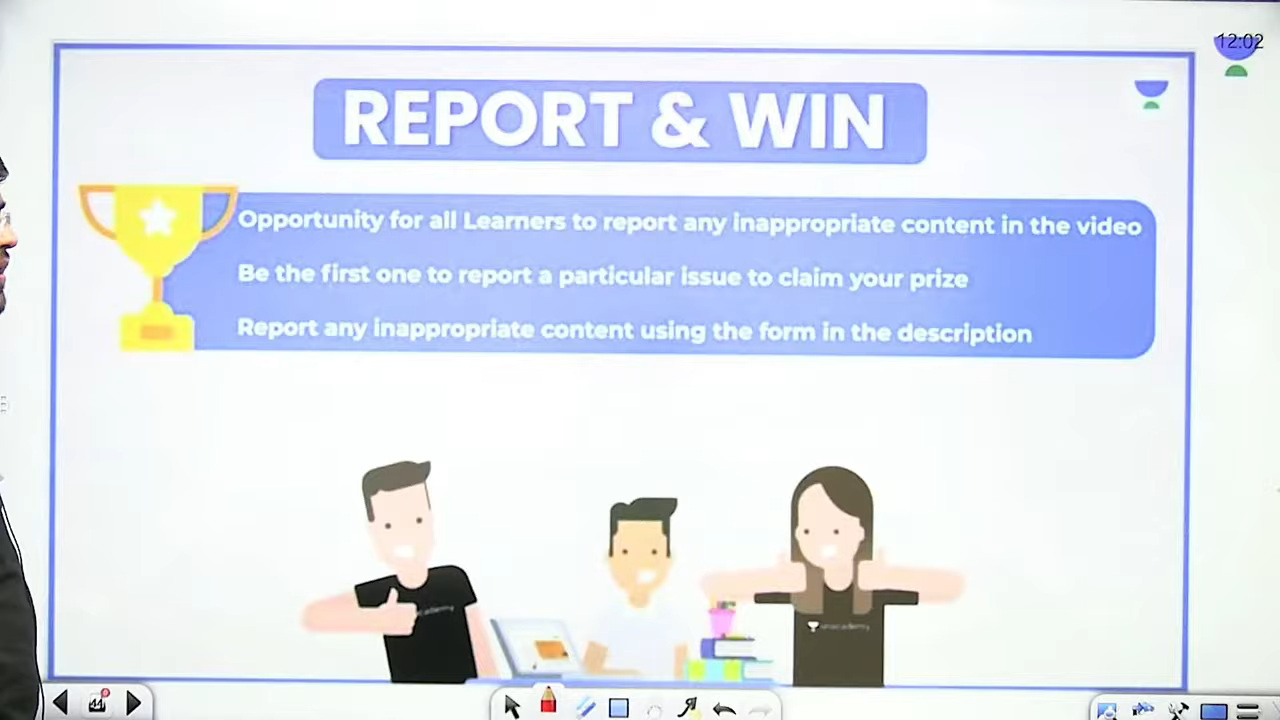 12:02
REPORT & WIN
Opportunity for all Learners to report any inappropriate content in the video
Be the first one to report a particular issue to claim your prize
Report any inappropriate content using the form in the description
44